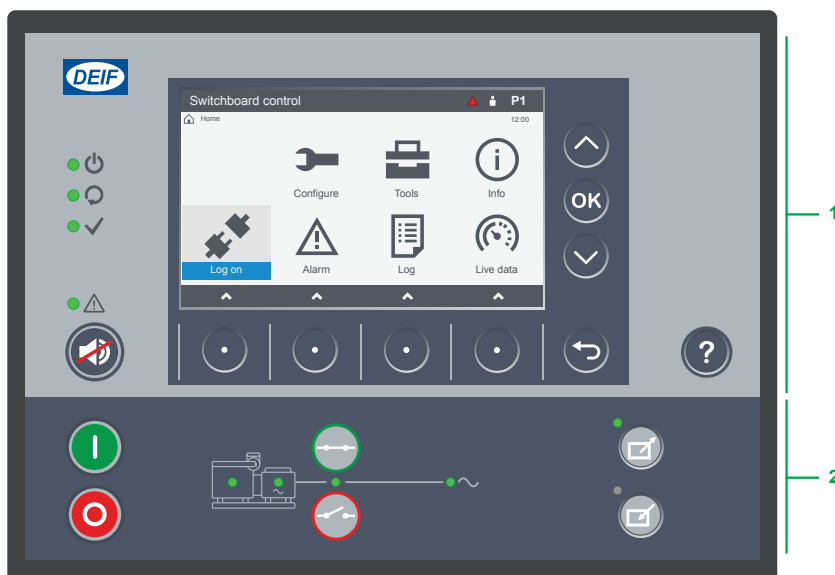 DEIF
Switchboard control
P1
Home
12:00
Configure
Tools
Info
OK
1
Log on
Alarm
Log
Live data
?
2